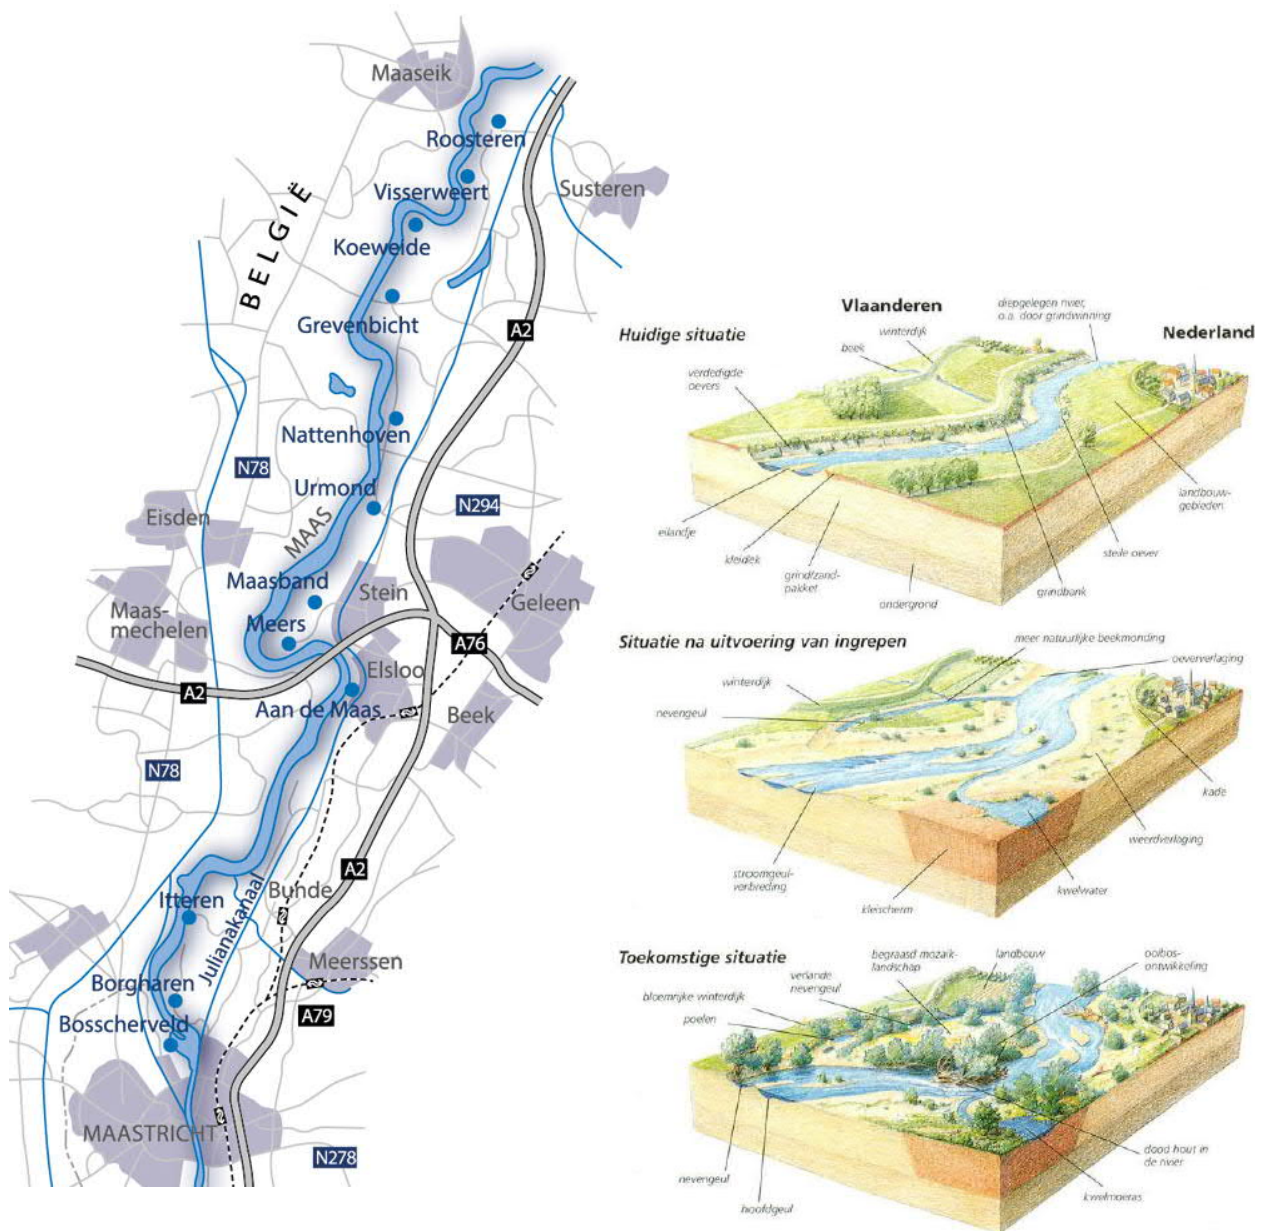 Maaseik
Roosteren
Visserweert
Susteren
BELGIË
Koeweide
Grevenbicht
A2
Nattenhoven
N78
Urmond
N294
Eisden
MAAS
Maasband
Stein
Geleen
Maas-
mechelen
Meers
A76
Elsloo
A2
Aan de Maas
Beek
N78
A2
Itteren
Bunde
Julianakanaal
Meerssen
Borgharen
A79
Bosscherveld
MAASTRICHT
N278
Huidige situatie
Vlaanderen
Nederland
diepgelegen rivier,
o.a. door grindwinning
winterdijk
beek
verdedigde
oevers
landbouw-
gebieden
eilandje
kleidek
grind/zand-
pakket
ondergrond
grindbank
steile oever
Situatie na uitvoering van ingrepen
meer natuurlijke beekmonding
oeververlaging
winterdijk
nevengeul
kade
weerdverlaging
stroomgeul-
verbreding
kleischerm
kwelwater
Toekomstige situatie
begraasd mozaïk-
landschap
landbouw
ooibos-
ontwikkeling
verlande
nevengeul
bloemrijke winterdijk
poelen
nevengeul
hoofdgeul
dood hout in
de rivier
kwelmoeras